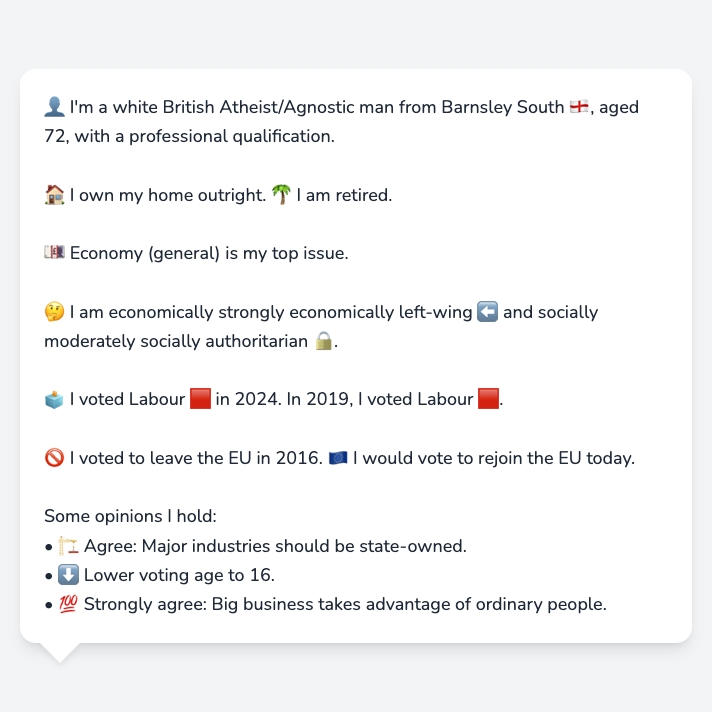 👤 I'm a white British Atheist/Agnostic man from Barnsley South 🏴󠁧󠁢󠁥󠁮󠁧󠁿, aged
72, with a professional qualification.
🏠 I own my home outright. 🌴 I am retired.
💷 Economy (general) is my top issue.
🤔 I am economically strongly economically left-wing ⬅️ and socially
moderately socially authoritarian 🔒.
🗳️ I voted Labour 🟥 in 2024. In 2019, I voted Labour 🟥.
🚫 I voted to leave the EU in 2016. 🇪🇺 I would vote to rejoin the EU today.
Some opinions I hold:
• 🏗️ Agree: Major industries should be state-owned.
• ⬇️ Lower voting age to 16.
• 💯 Strongly agree: Big business takes advantage of ordinary people.